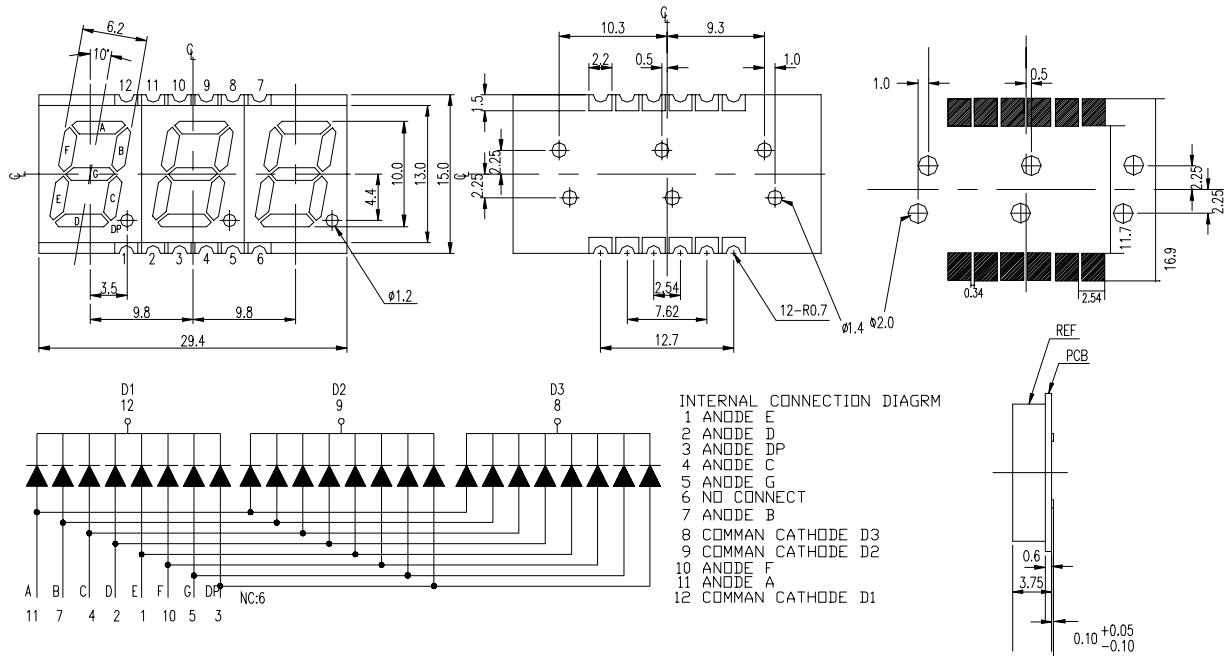 6.2
10°
12 11 10 9 8 7
A
F B
G
E C
D
DP
1 2 3 4 5 6
3.5
9.8 9.8
29.4
ø1.2
4.4
10.0
13.0
15.0
10.3 9.3
2.2 0.5 1.0
1.5
2.25
2.25
2.54
7.62
12.7
12-R0.7
ø1.4
1.0 0.5
2.25
2.25
11.7
16.9
0.34 2.54
ø2.0
REF
PCB
0.6
3.75
0.10 +0.05
-0.10
D1 D2 D3
12 9 8
A B C D E F G DP
11 7 4 2 1 10 5 3
NC:6
INTERNAL CONNECTION DIAGRM
1 ANODE E
2 ANODE D
3 ANODE DP
4 ANODE C
5 ANODE G
6 NO CONNECT
7 ANODE B
8 COMMAN CATHODE D3
9 COMMAN CATHODE D2
10 ANODE F
11 ANODE A
12 COMMAN CATHODE D1